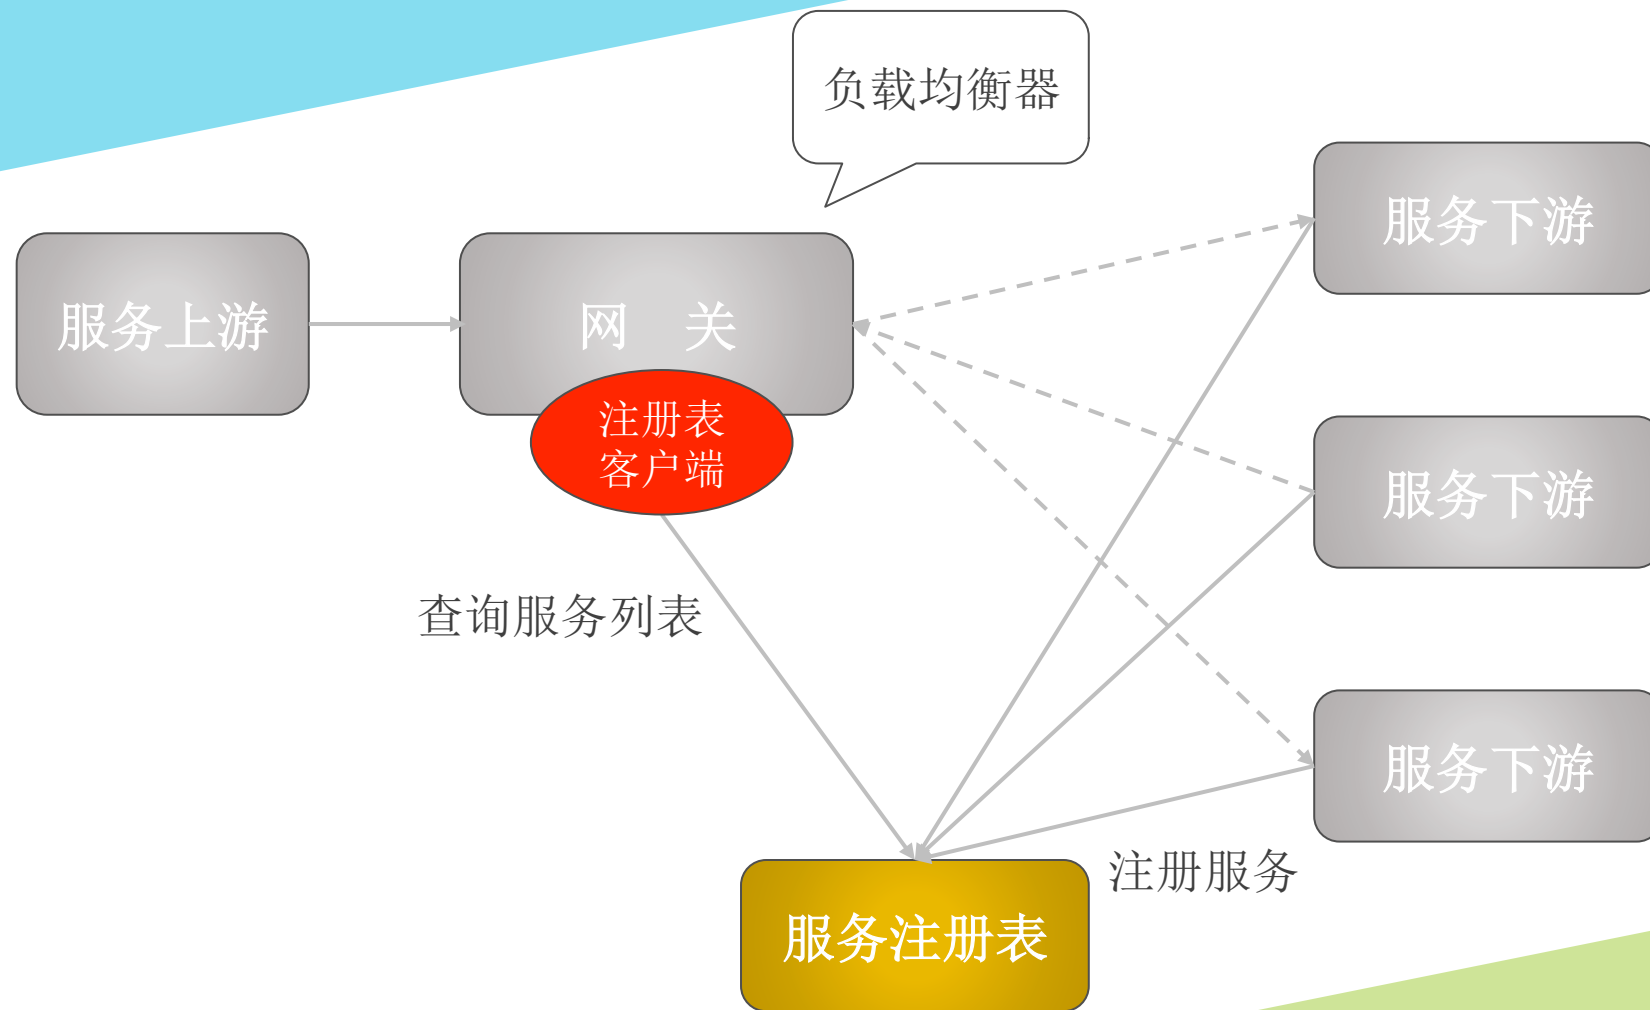 负载均衡器
服务上游
网 关
注册表
客户端
服务下游
服务下游
服务下游
查询服务列表
注册服务
服务注册表